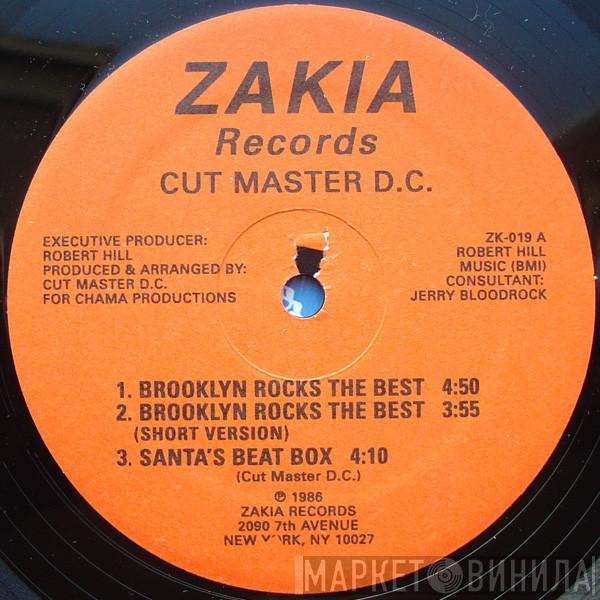 ZAKIA
Records
CUT MASTER D.C.
EXECUTIVE PRODUCER:
ROBERT HILL
PRODUCED & ARRANGED BY:
CUT MASTER D.C.
FOR CHAMA PRODUCTIONS
ZK-019 A
ROBERT HILL
MUSIC (BMI)
CONSULTANT:
JERRY BLOODROCK
1. BROOKLYN ROCKS THE BEST 4:50
2. BROOKLYN ROCKS THE BEST 3:55
(SHORT VERSION)
3. SANTA'S BEAT BOX 4:10
(Cut Master D.C.)
℗ 1986
ZAKIA RECORDS
2090 7th AVENUE
NEW YORK, NY 10027
МАРКЕТ ВИНИЛА